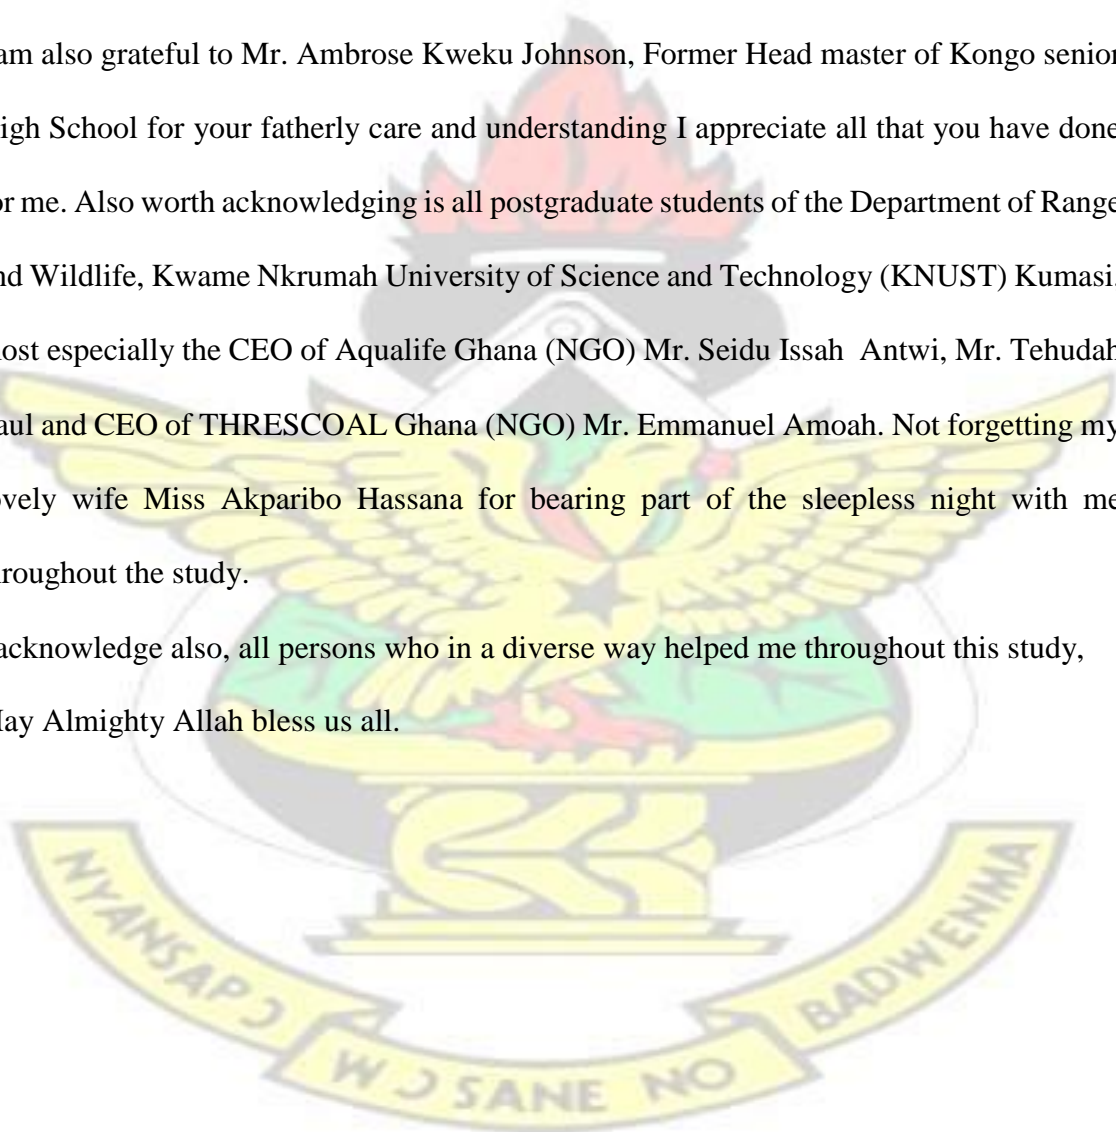 am also grateful to Mr. Ambrose Kweku Johnson, Former Head master of Kongo senior
igh School for your fatherly care and understanding I appreciate all that you have done
or me. Also worth acknowledging is all postgraduate students of the Department of Range
nd Wildlife, Kwame Nkrumah University of Science and Technology (KNUST) Kumasi,
ost especially the CEO of Aqualife Ghana (NGO) Mr. Seidu Issah Antwi, Mr. Tehudah
aul and CEO of THRESCOAL Ghana (NGO) Mr. Emmanuel Amoah. Not forgetting my
ovely wife Miss Akparibo Hassana for bearing part of the sleepless night with me
hroughout the study.
acknowledge also, all persons who in a diverse way helped me throughout this study,
ay Almighty Allah bless us all.
NYANSAPƆ
WƆSANE NO
BADWENMA